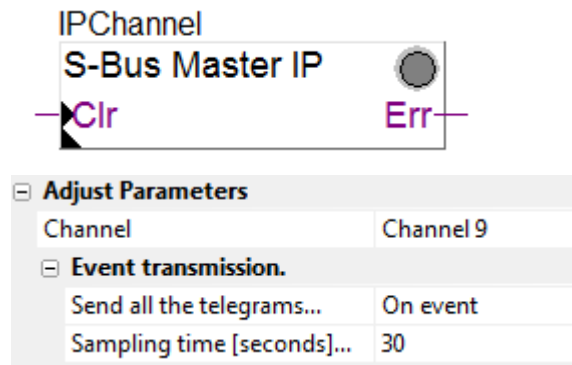 IPChannel
S-Bus Master IP
Clr Err
Adjust Parameters
Channel Channel 9
Event transmission.
Send all the telegrams... On event
Sampling time [seconds]... 30